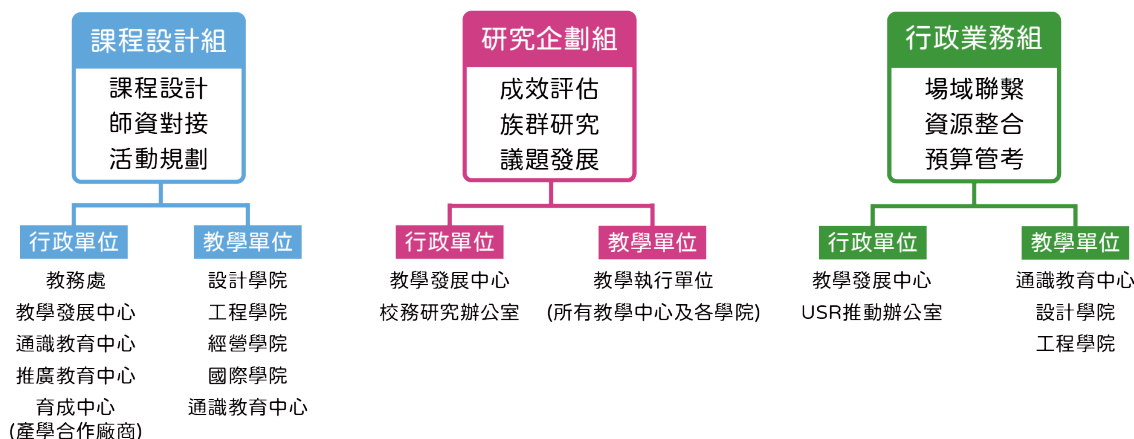 課程設計組
課程設計
師資對接
活動規劃
行政單位
教務處
教學發展中心
通識教育中心
推廣教育中心
育成中心
(產學合作廠商)
教學單位
設計學院
工程學院
經營學院
國際學院
通識教育中心
研究企劃組
成效評估
族群研究
議題發展
行政單位
教學發展中心
校務研究辦公室
教學單位
教學執行單位
(所有教學中心及各學院)
行政業務組
場域聯繫
資源整合
預算管考
行政單位
教學發展中心
USR推動辦公室
教學單位
通識教育中心
設計學院
工程學院